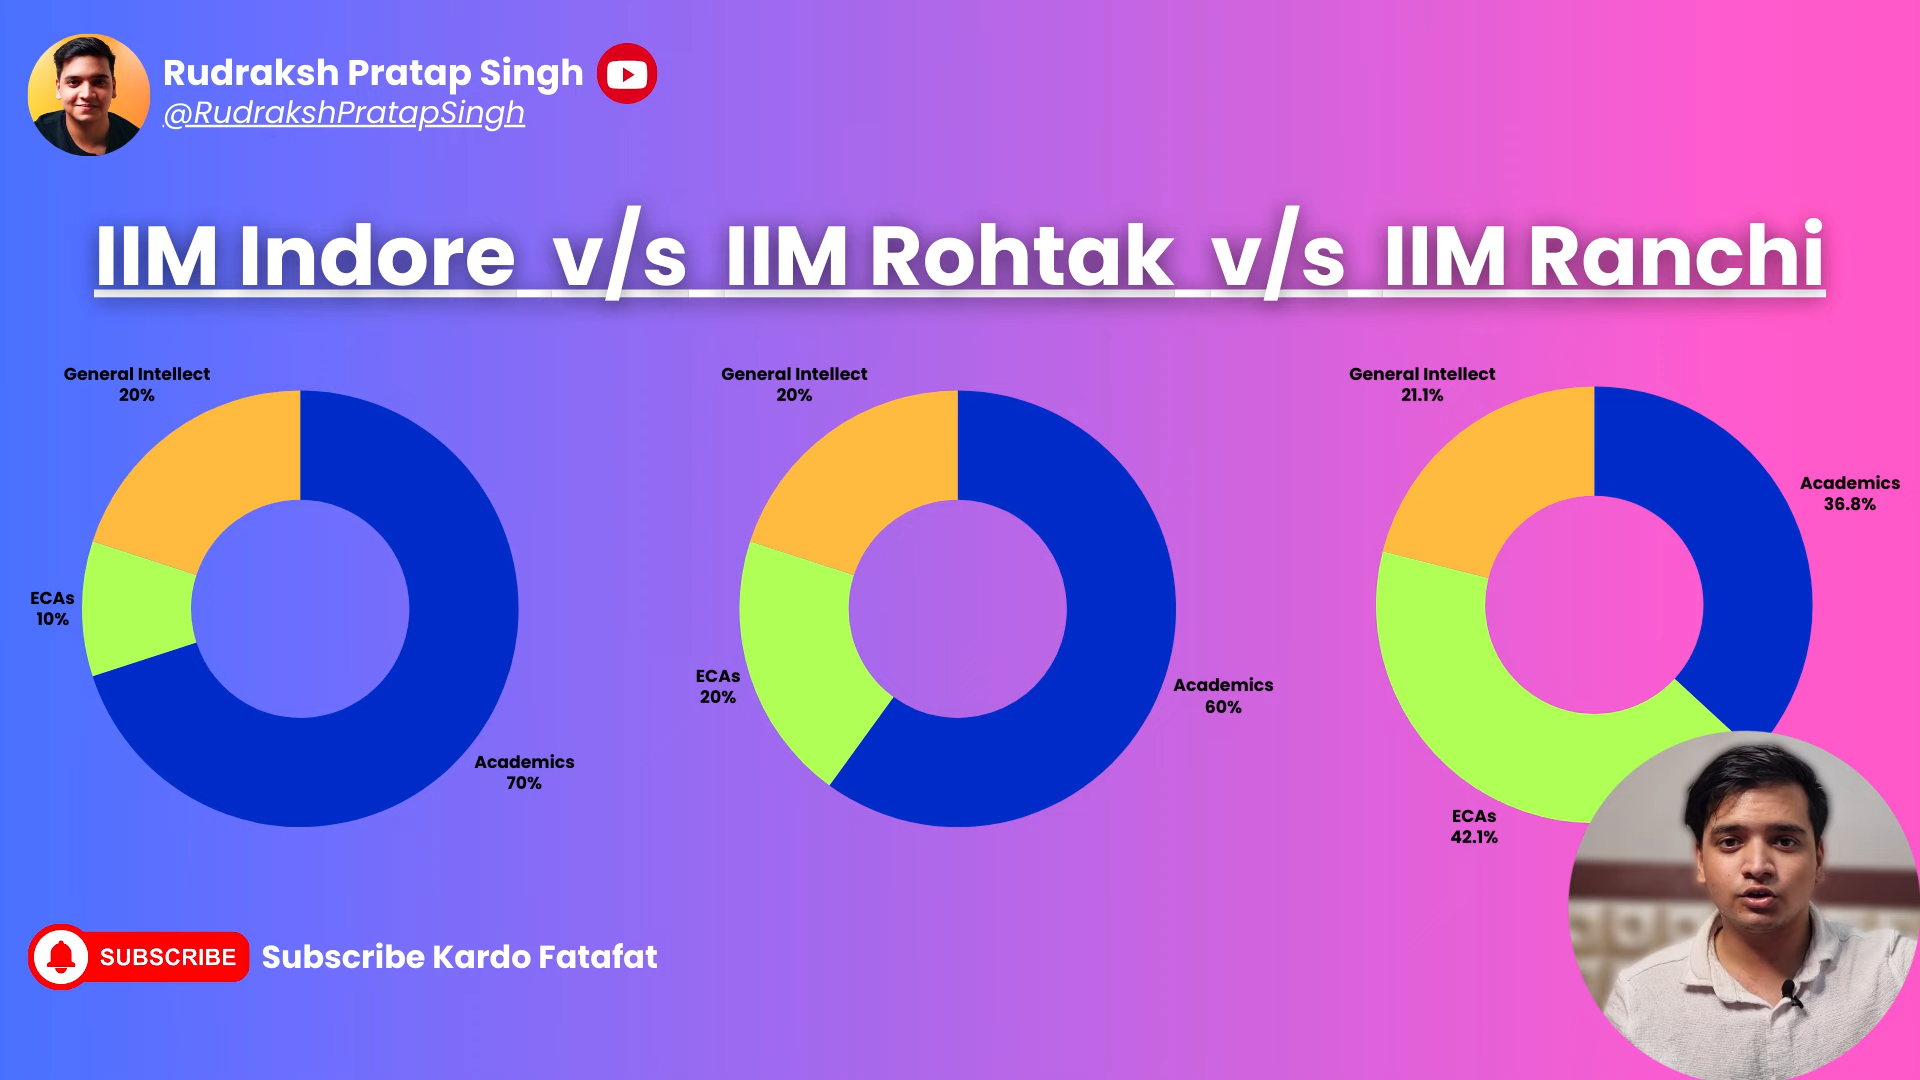 Rudraksh Pratap Singh
@RudrakshPratapSingh
IIM Indore v/s IIM Rohtak v/s IIM Ranchi
General Intellect
20%
ECAs
10%
Academics
70%
General Intellect
20%
ECAs
20%
Academics
60%
General Intellect
21.1%
Academics
36.8%
ECAs
42.1%
SUBSCRIBE Subscribe Kardo Fatafat